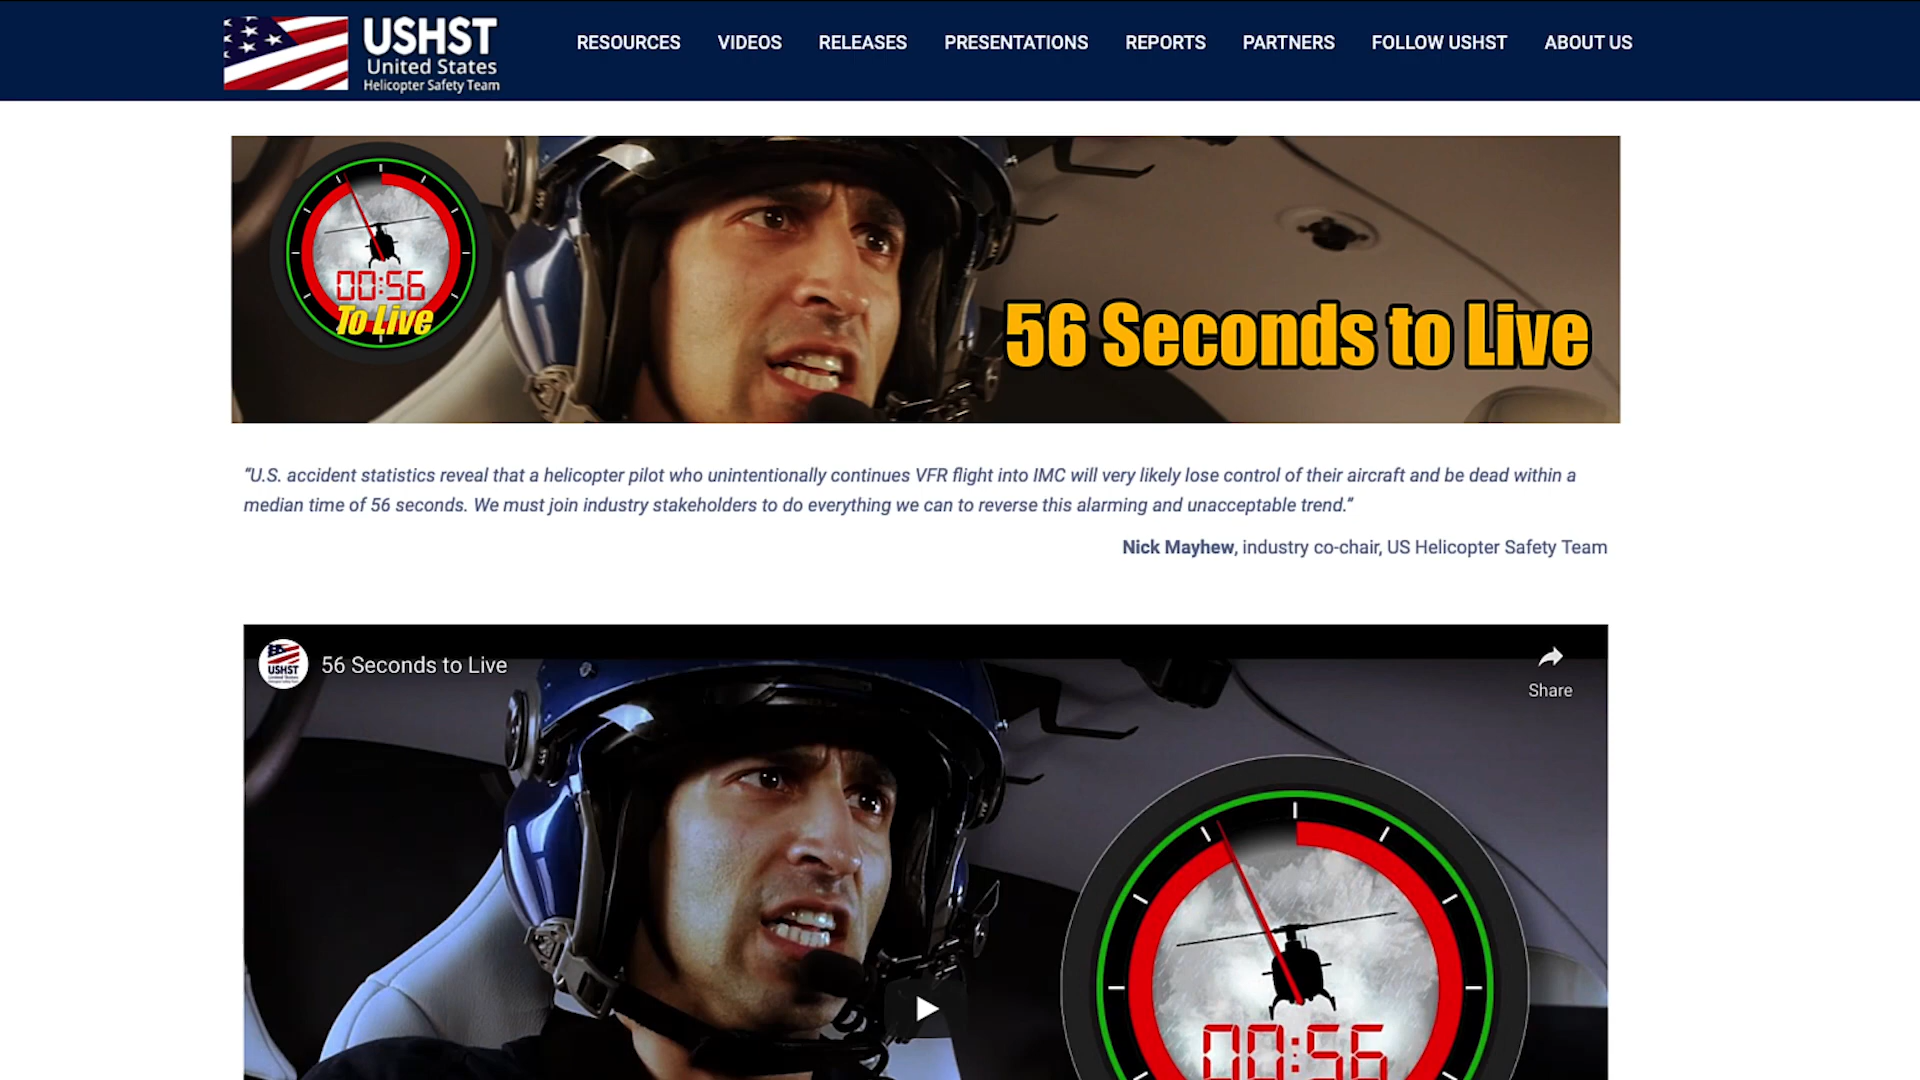 USHST
United States
Helicopter Safety Team
RESOURCES VIDEOS RELEASES PRESENTATIONS REPORTS PARTNERS FOLLOW USHST ABOUT US
00:56
To Live
56 Seconds to Live
“U.S. accident statistics reveal that a helicopter pilot who unintentionally continues VFR flight into IMC will very likely lose control of their aircraft and be dead within a
median time of 56 seconds. We must join industry stakeholders to do everything we can to reverse this alarming and unacceptable trend.”
Nick Mayhew, industry co-chair, US Helicopter Safety Team
USHST
56 Seconds to Live
Share
00:56